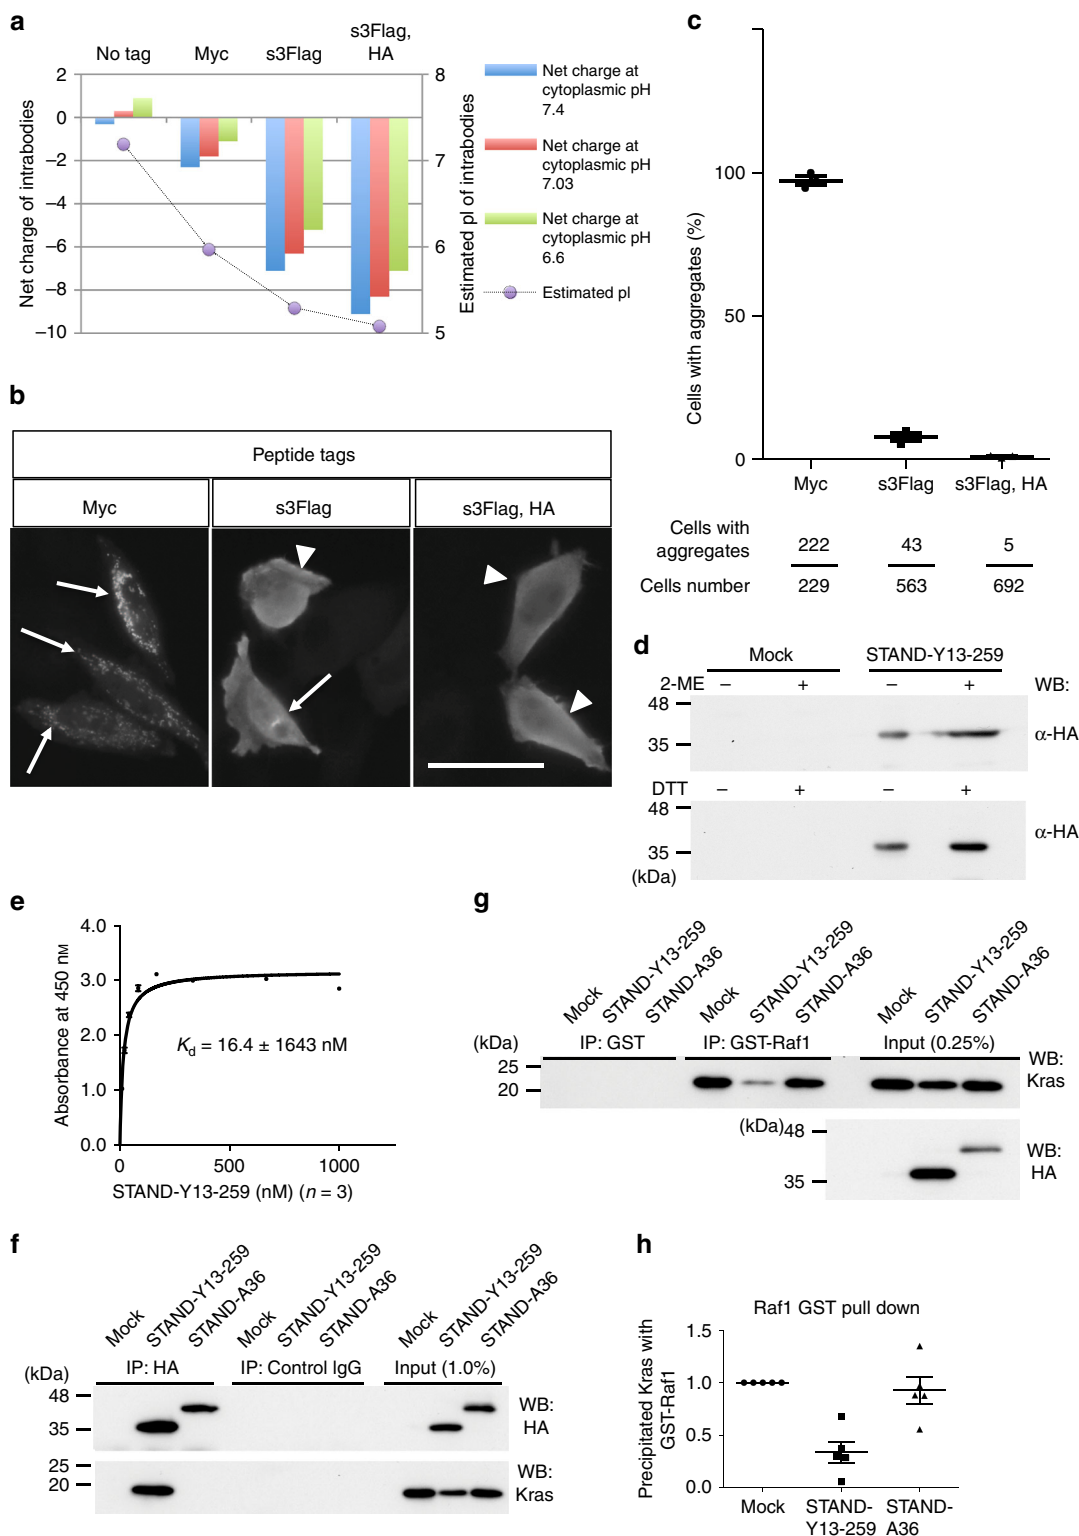 a
No tag
Myc
s3Flag
s3Flag,
HA
2
0
−2
−4
−6
−8
−10
Net charge of intrabodies
8
7
6
5
Estimated pI of intrabodies
Net charge at
cytoplasmic pH
7.4
Net charge at
cytoplasmic pH
7.03
Net charge at
cytoplasmic pH
6.6
Estimated pI
b
Peptide tags
Myc
s3Flag
s3Flag, HA
c
Cells with aggregates (%)
100
50
0
Myc
s3Flag
s3Flag, HA
Cells with
aggregates
222
43
5
Cells number
229
563
692
d
Mock
STAND-Y13-259
2-ME − + − + WB:
48
35
α-HA
DTT − + − +
48
35
(kDa)
α-HA
e
Absorbance at 450 nM
4.0
3.0
2.0
1.0
0.0
Kd = 16.4 ± 1643 nM
0
500
1000
STAND-Y13-259 (nM) (n = 3)
g
Mock
STAND-Y13-259
STAND-A36
Mock
STAND-Y13-259
STAND-A36
Mock
STAND-Y13-259
STAND-A36
(kDa)
IP: GST
IP: GST-Raf1
Input (0.25%)
25
20
WB:
Kras
(kDa)
48
35
WB:
HA
f
Mock
STAND-Y13-259
STAND-A36
Mock
STAND-Y13-259
STAND-A36
Mock
STAND-Y13-259
STAND-A36
(kDa)
IP: HA
IP: Control IgG
Input (1.0%)
48
35
WB:
HA
25
20
WB:
Kras
h
Raf1 GST pull down
Precipitated Kras with
GST-Raf1
1.5
1.0
0.5
0.0
Mock
STAND-
Y13-259
STAND-
A36